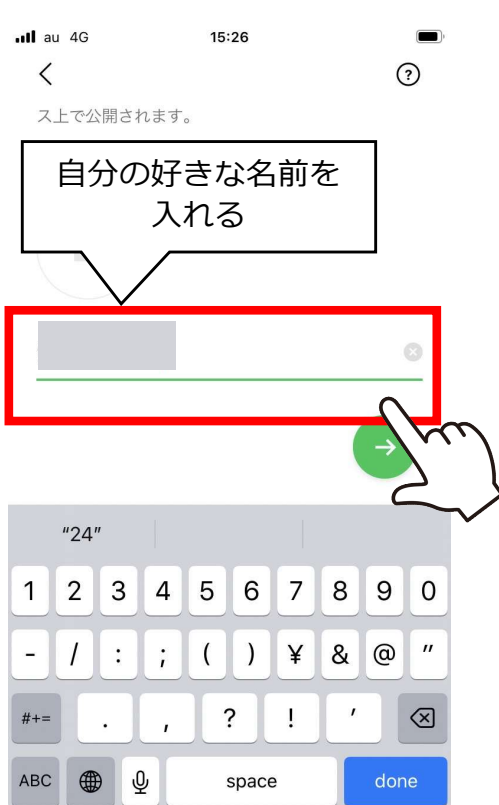 au 4G 15:26
?
ス上で公開されます。
自分の好きな名前を
入れる
"24"
1 2 3 4 5 6 7 8 9 0
- / : ; ( ) ¥ & @ "
#+= . , ? ! '
ABC space done